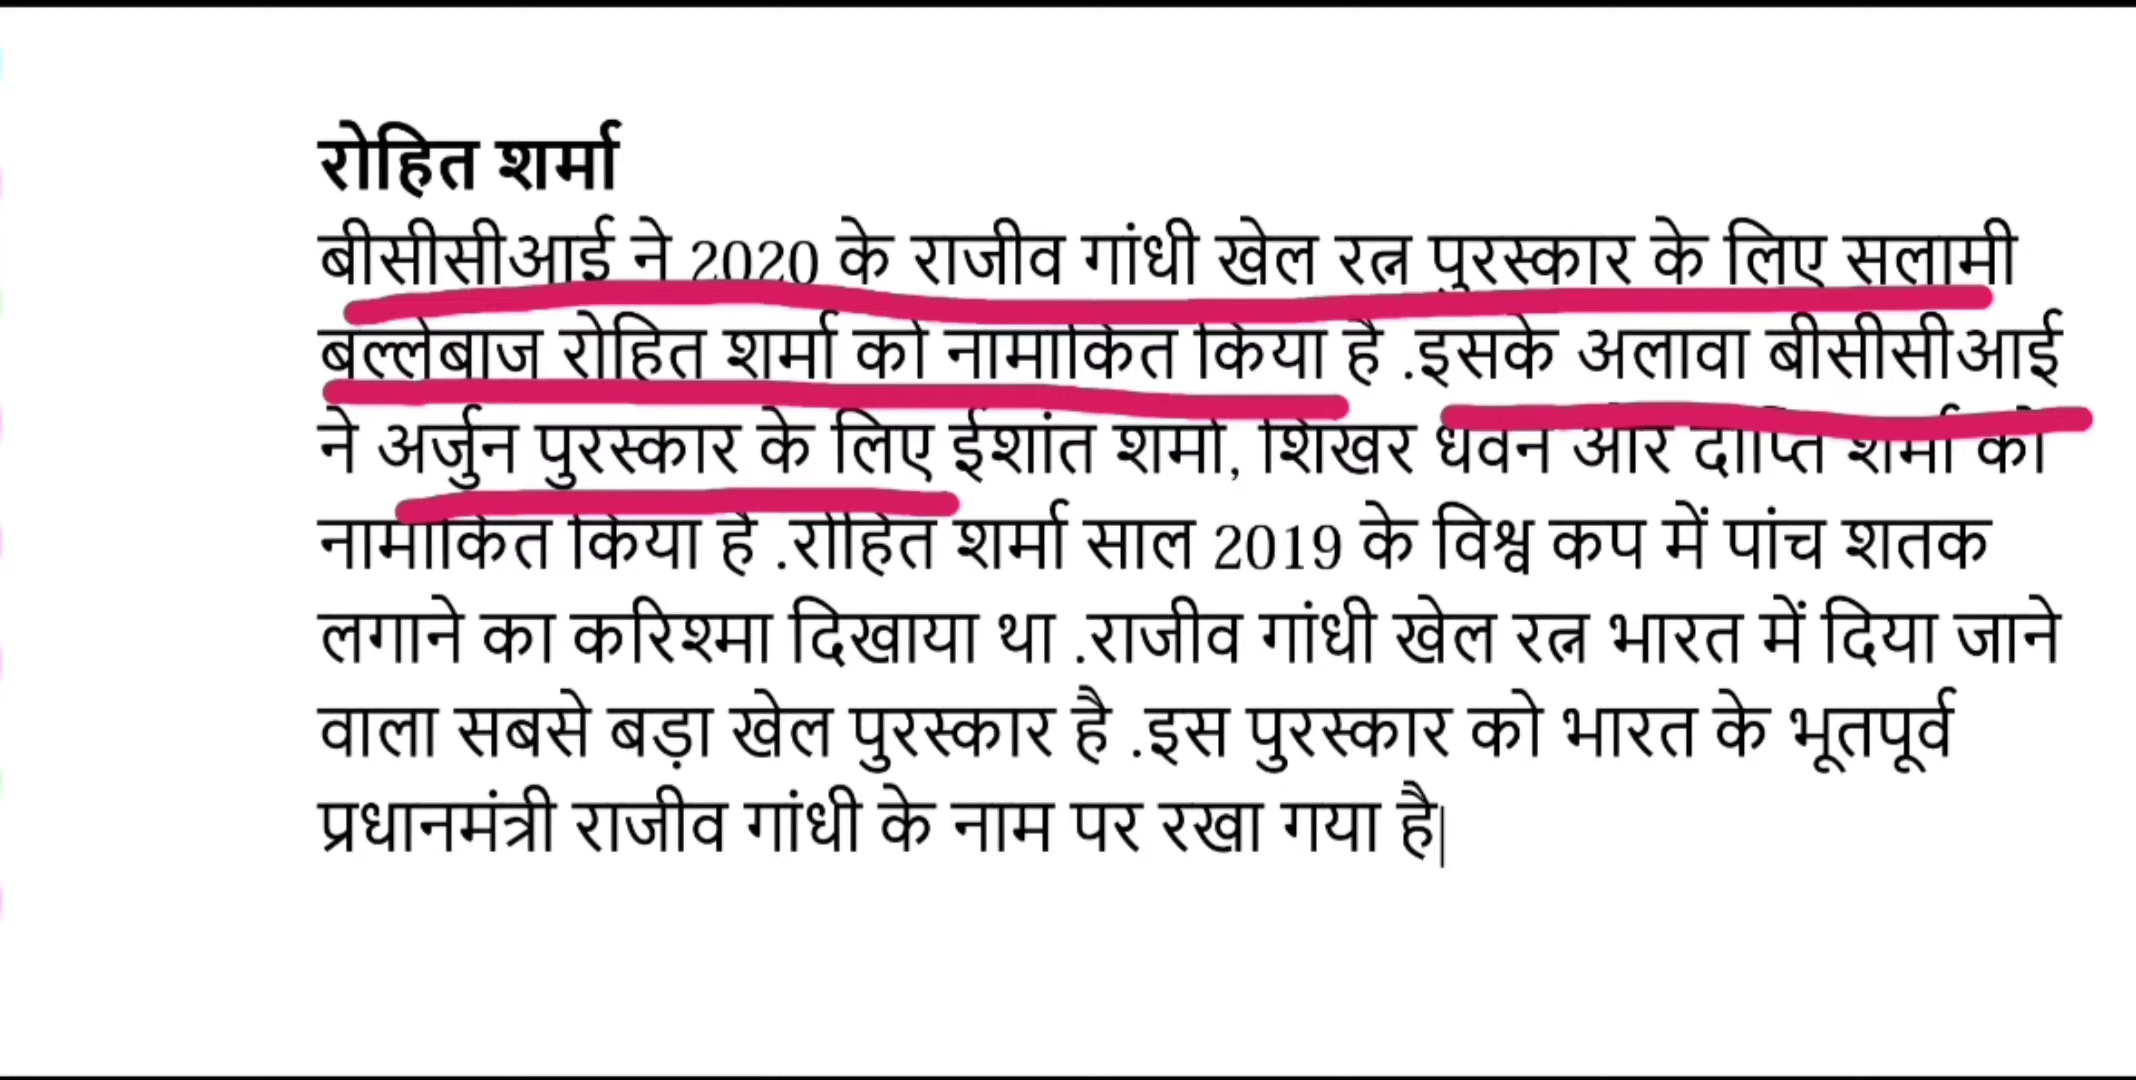 रोहित शर्मा
बीसीसीआई ने 2020 के राजीव गांधी खेल रत्न पुरस्कार के लिए सलामी
बल्लेबाज रोहित शर्मा को नामांकित किया है .इसके अलावा बीसीसीआई
ने अर्जुन पुरस्कार के लिए ईशांत शर्मा, शिखर धवन और दीप्ति शर्मा को
नामांकित किया है .रोहित शर्मा साल 2019 के विश्व कप में पांच शतक
लगाने का करिश्मा दिखाया था .राजीव गांधी खेल रत्न भारत में दिया जाने
वाला सबसे बड़ा खेल पुरस्कार है .इस पुरस्कार को भारत के भूतपूर्व
प्रधानमंत्री राजीव गांधी के नाम पर रखा गया है|